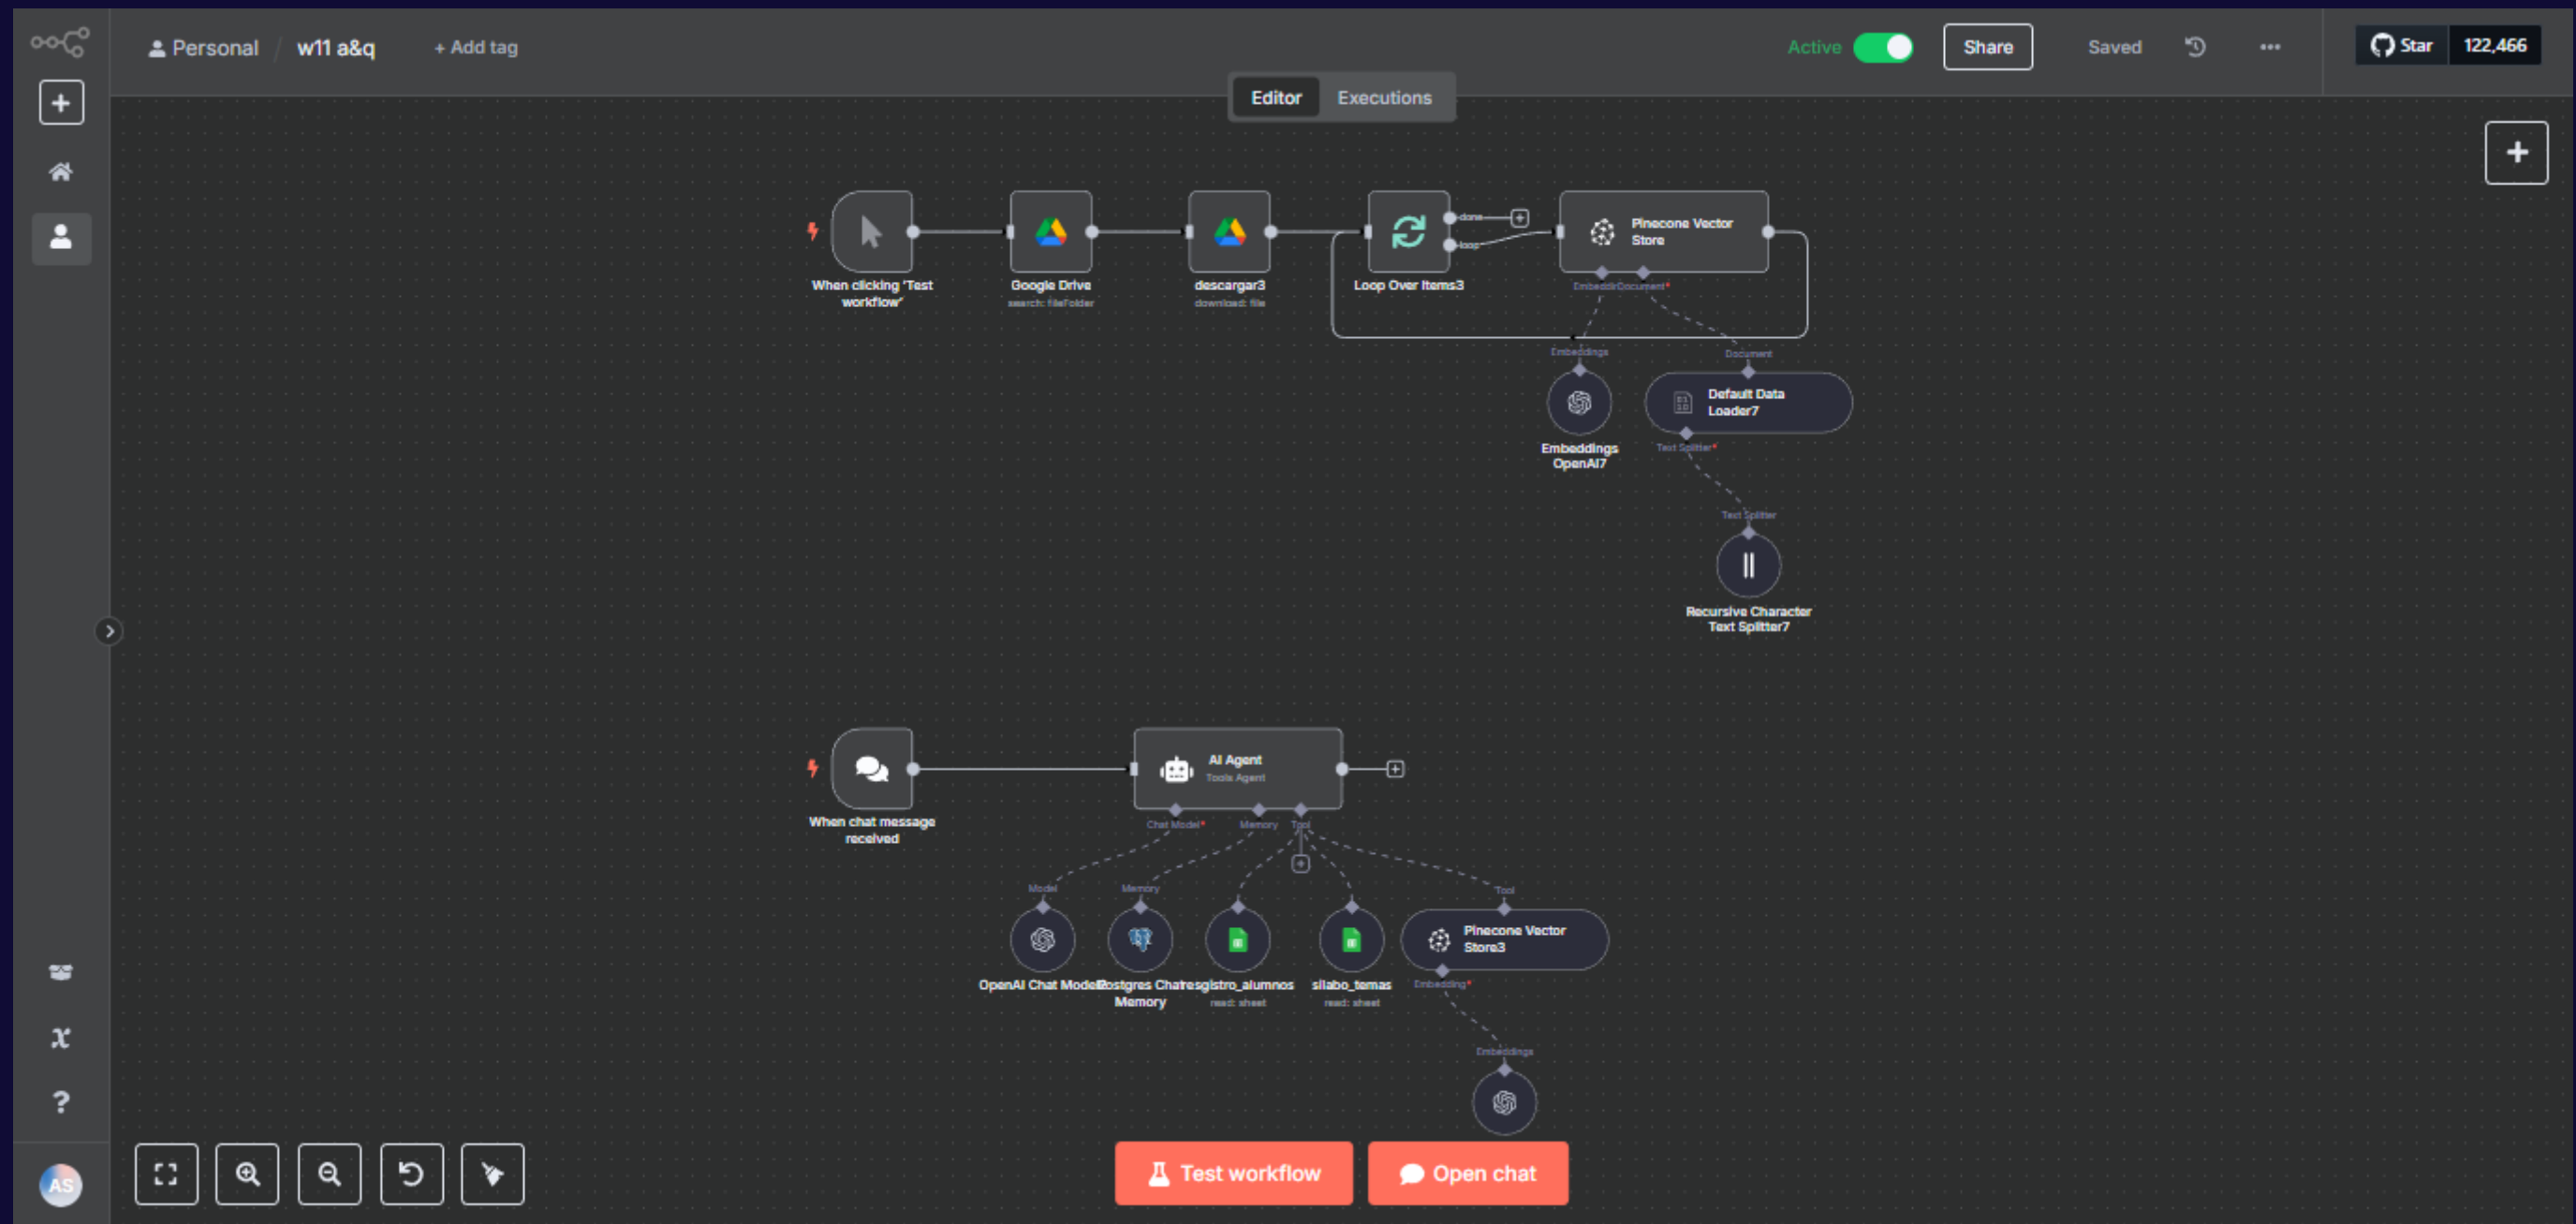 Personal / w11 a&q + Add tag
Active Share Saved ... Star 122,466
Editor Executions
done
loop
Pinecone Vector
Store
When clicking 'Test
workflow'
Google Drive
search: fileFolder
descargar3
download: file
Loop Over Items3
Document*
Embeddings
Document
Default Data
Loader7
Embeddings
OpenAI7
Text Splitter*
Text Splitter
Recursive Character
Text Splitter7
AI Agent
Tools Agent
When chat message
received
Chat Model* Memory Tool
Model
Memory
Tool
Pinecone Vector
Store3
OpenAI Chat Model
Postgres Chat
Memory
resgistro_alumnos
read: sheet
silabo_temas
read: sheet
Embedding*
Embeddings
?
AS
Test workflow
Open chat